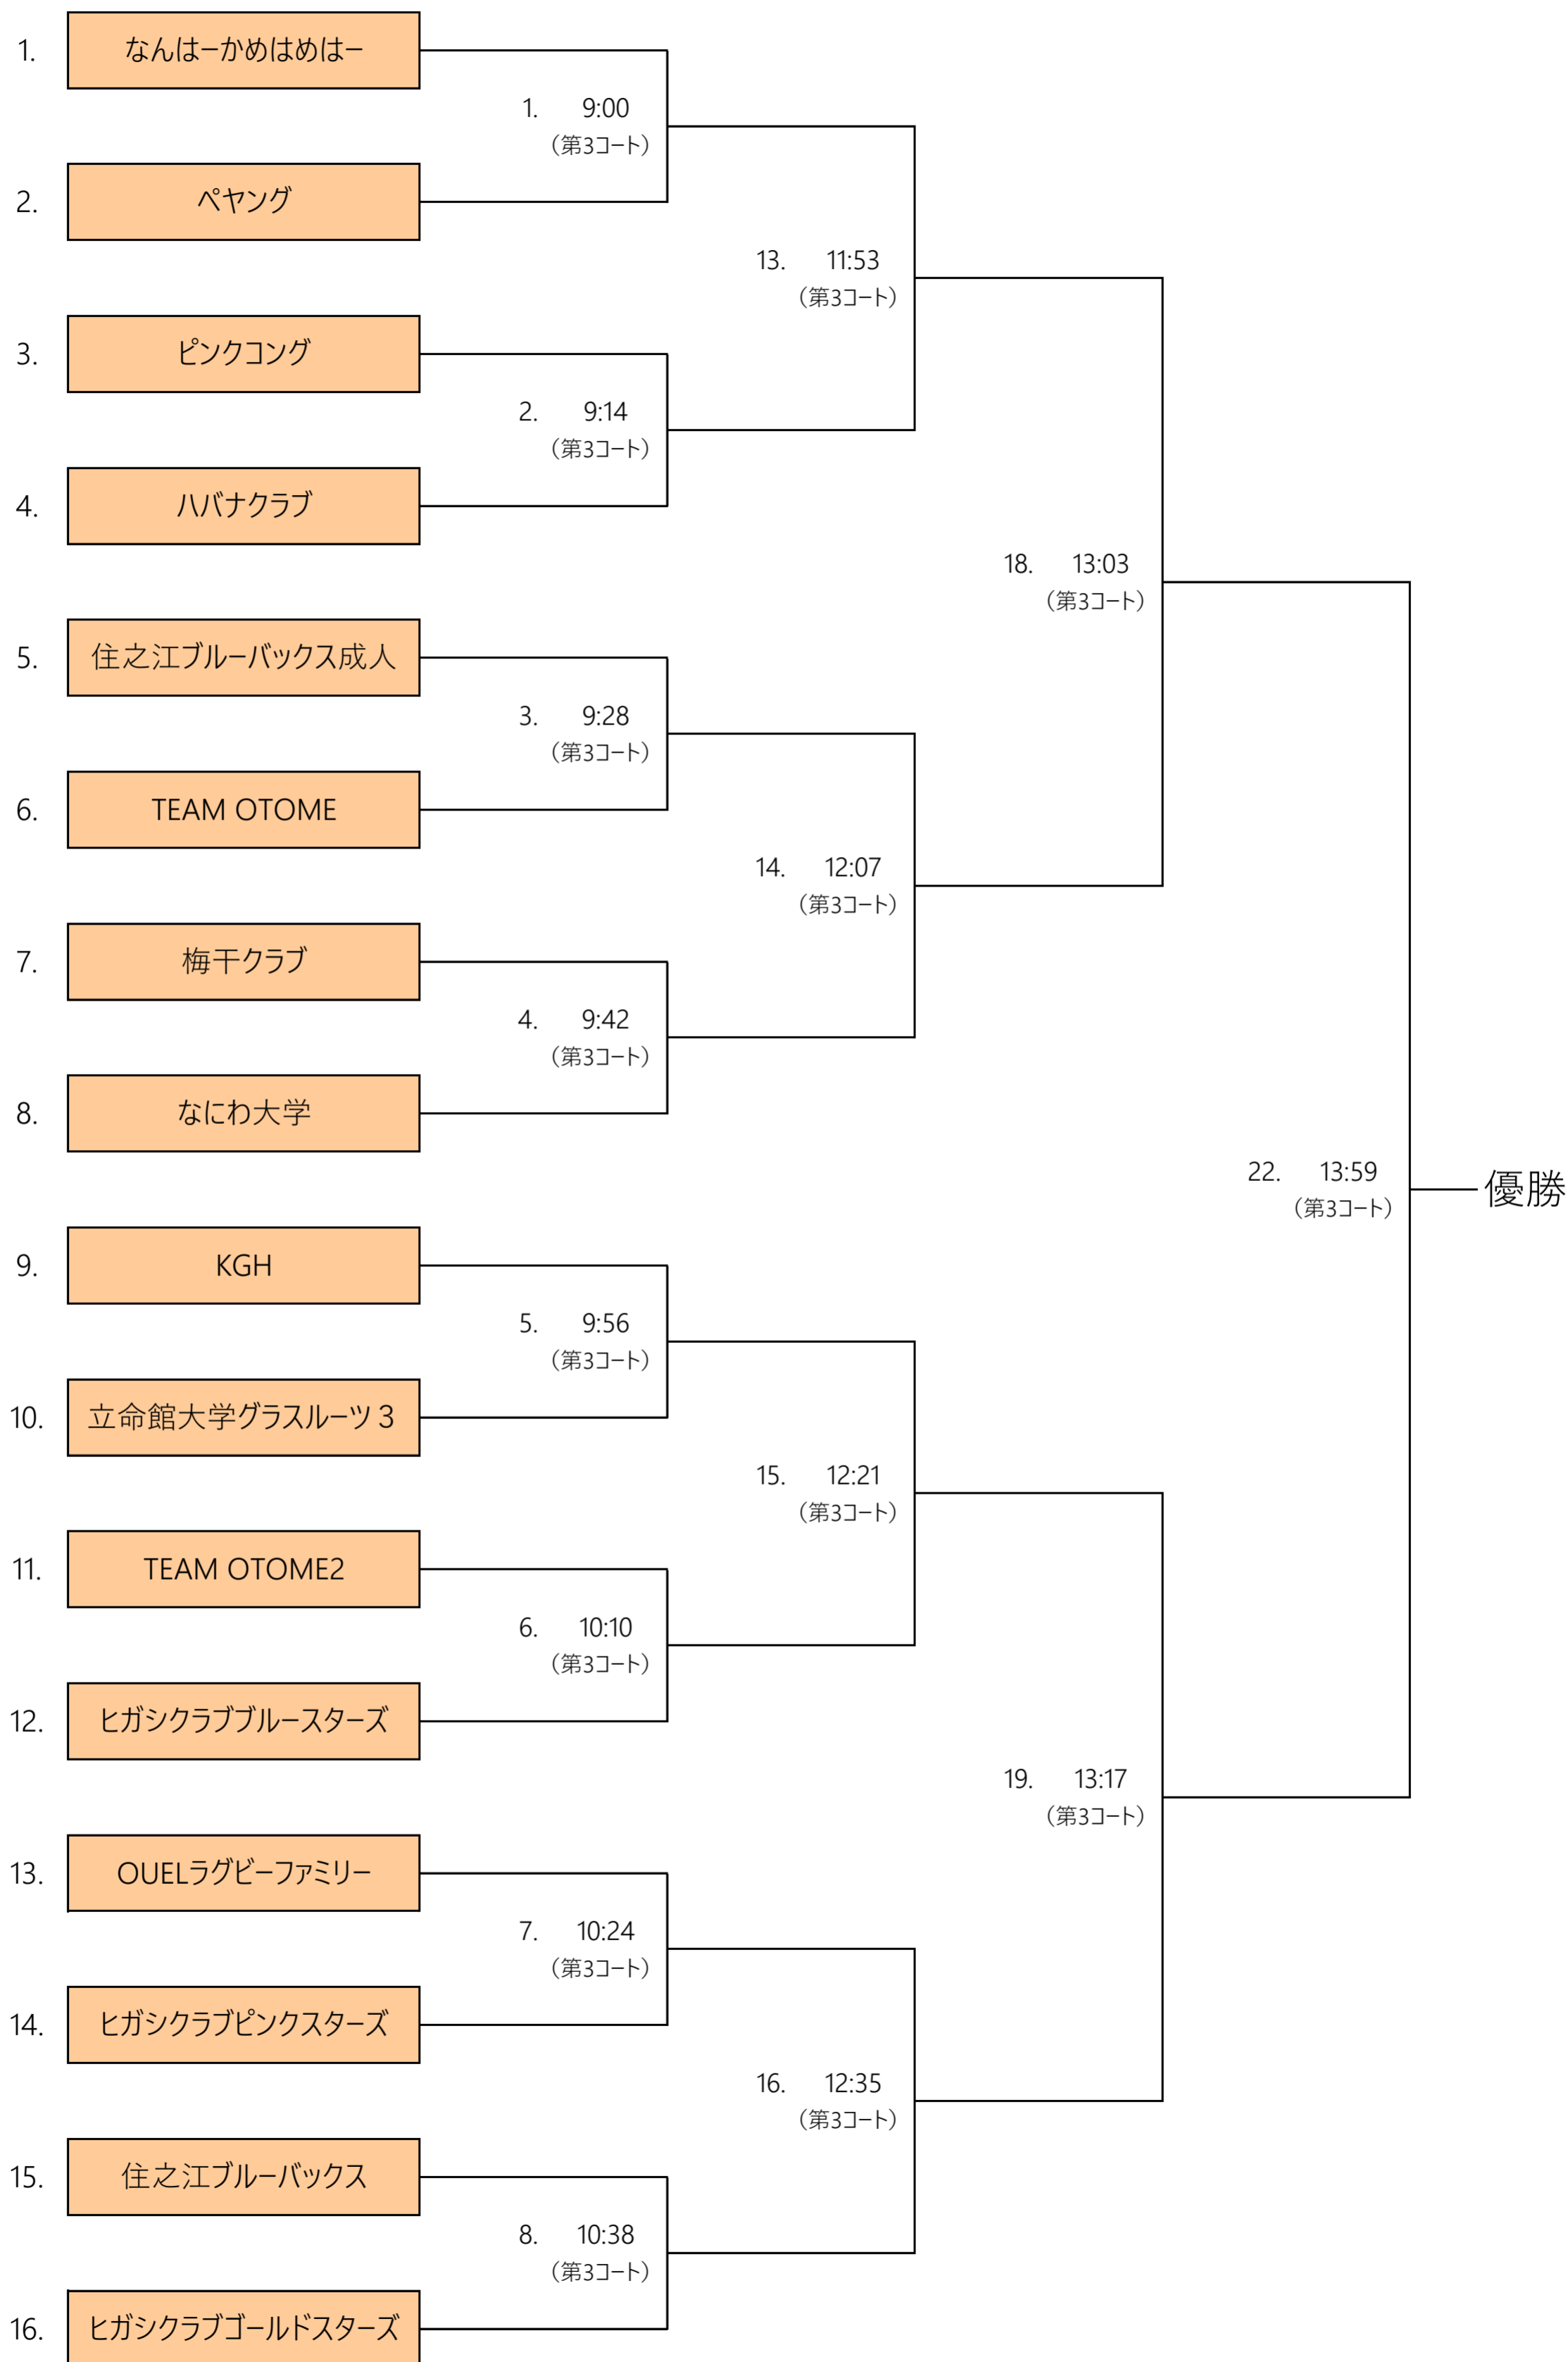 1. なんはーかめはめはー
1. 9:00
（第3コート）
2. ペヤング
13. 11:53
（第3コート）
3. ピンクコング
2. 9:14
（第3コート）
4. ハバナクラブ
18. 13:03
（第3コート）
5. 住之江ブルーバックス成人
3. 9:28
（第3コート）
6. TEAM OTOME
14. 12:07
（第3コート）
7. 梅干クラブ
4. 9:42
（第3コート）
8. なにわ大学
22. 13:59
（第3コート）
優勝
9. KGH
5. 9:56
（第3コート）
10. 立命館大学グラスルーツ３
15. 12:21
（第3コート）
11. TEAM OTOME2
6. 10:10
（第3コート）
12. ヒガシクラブブルースターズ
19. 13:17
（第3コート）
13. OUELラグビーファミリー
7. 10:24
（第3コート）
14. ヒガシクラブピンクスターズ
16. 12:35
（第3コート）
15. 住之江ブルーバックス
8. 10:38
（第3コート）
16. ヒガシクラブゴールドスターズ